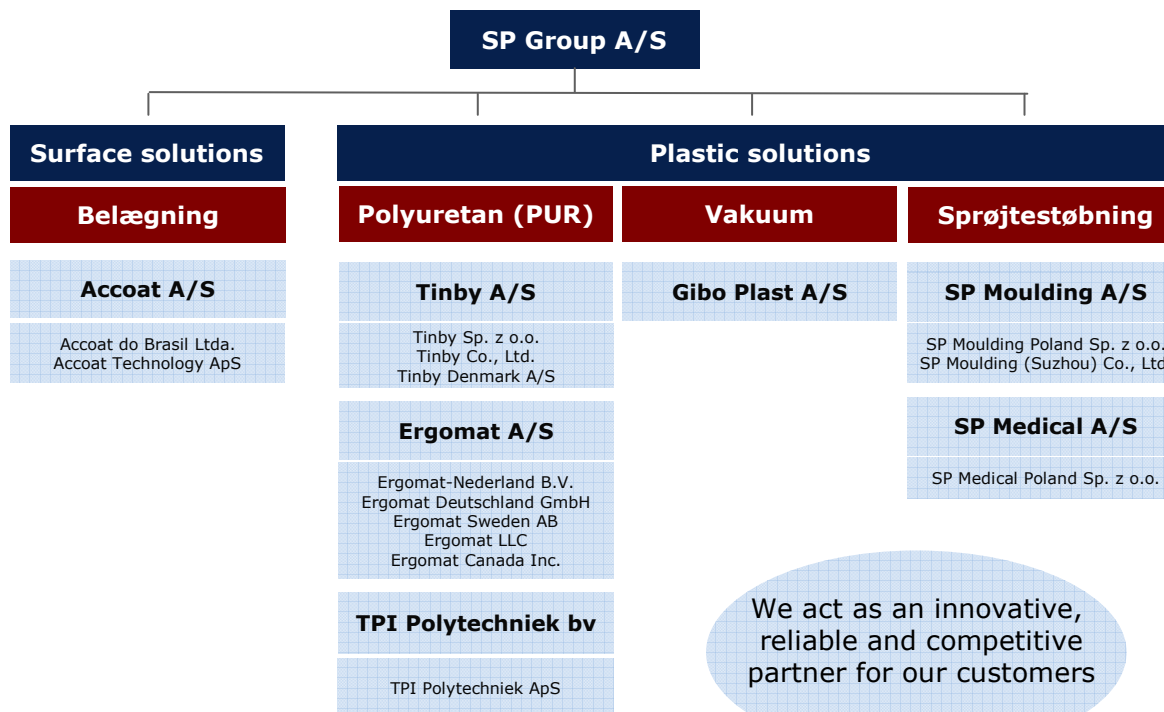 SP Group A/S
Surface solutions
Plastic solutions
Belægning
Polyuretan (PUR)
Vakuum
Sprøjtestøbning
Accoat A/S
Accoat do Brasil Ltda.
Accoat Technology ApS
Tinby A/S
Tinby Sp. z o.o.
Tinby Co., Ltd.
Tinby Denmark A/S
Ergomat A/S
Ergomat-Nederland B.V.
Ergomat Deutschland GmbH
Ergomat Sweden AB
Ergomat LLC
Ergomat Canada Inc.
TPI Polytechniek bv
TPI Polytechniek ApS
Gibo Plast A/S
SP Moulding A/S
SP Moulding Poland Sp. z o.o.
SP Moulding (Suzhou) Co., Ltd
SP Medical A/S
SP Medical Poland Sp. z o.o.
We act as an innovative,
reliable and competitive
partner for our customers